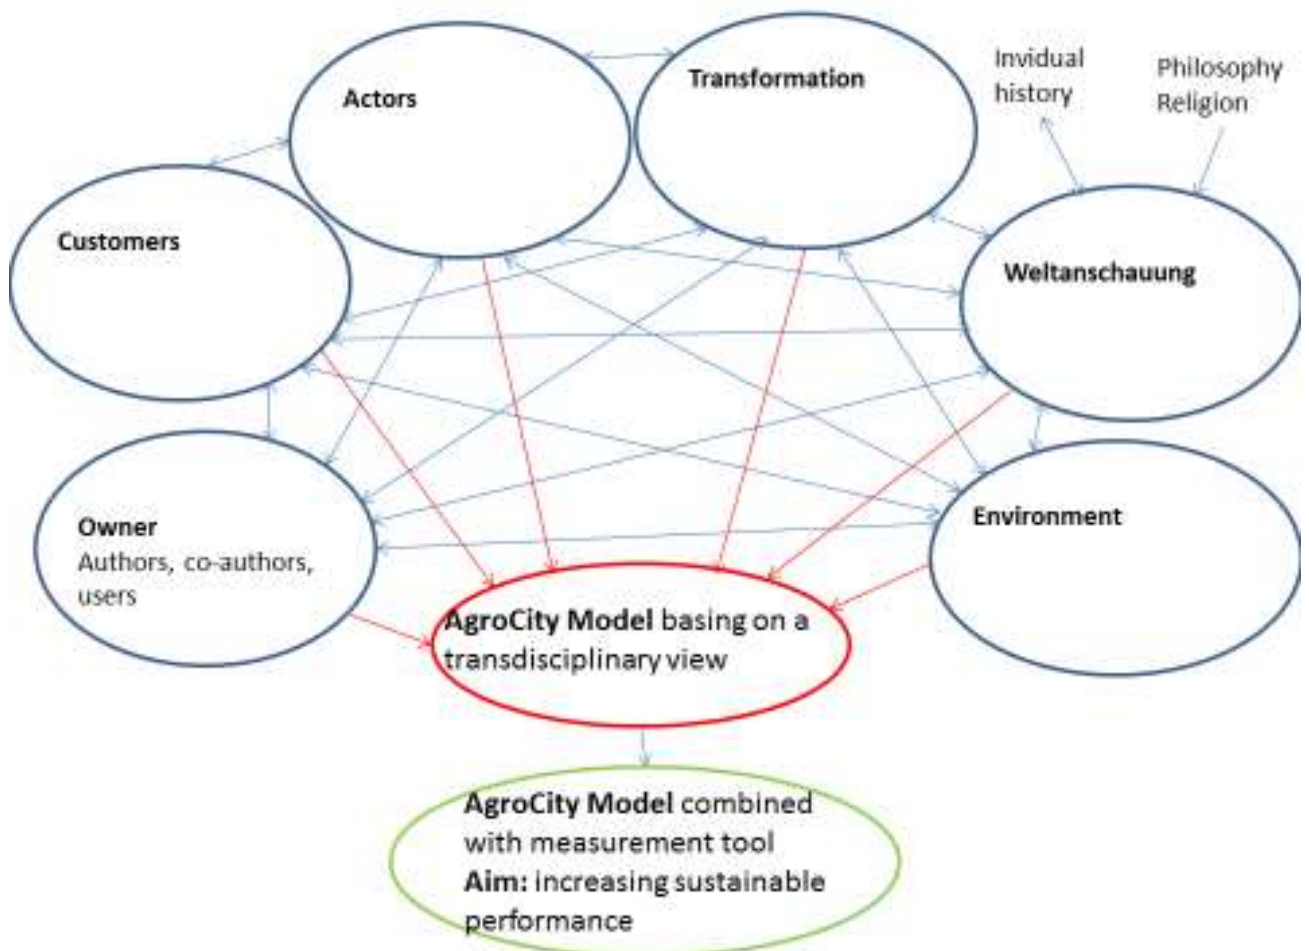 Actors
Transformation
Invidual
history
Philosophy
Religion
Customers
Weltanschauung
Owner
Authors, co-authors,
users
Environment
AgroCity Model basing on a
transdisciplinary view
AgroCity Model combined
with measurement tool
Aim: increasing sustainable
performance